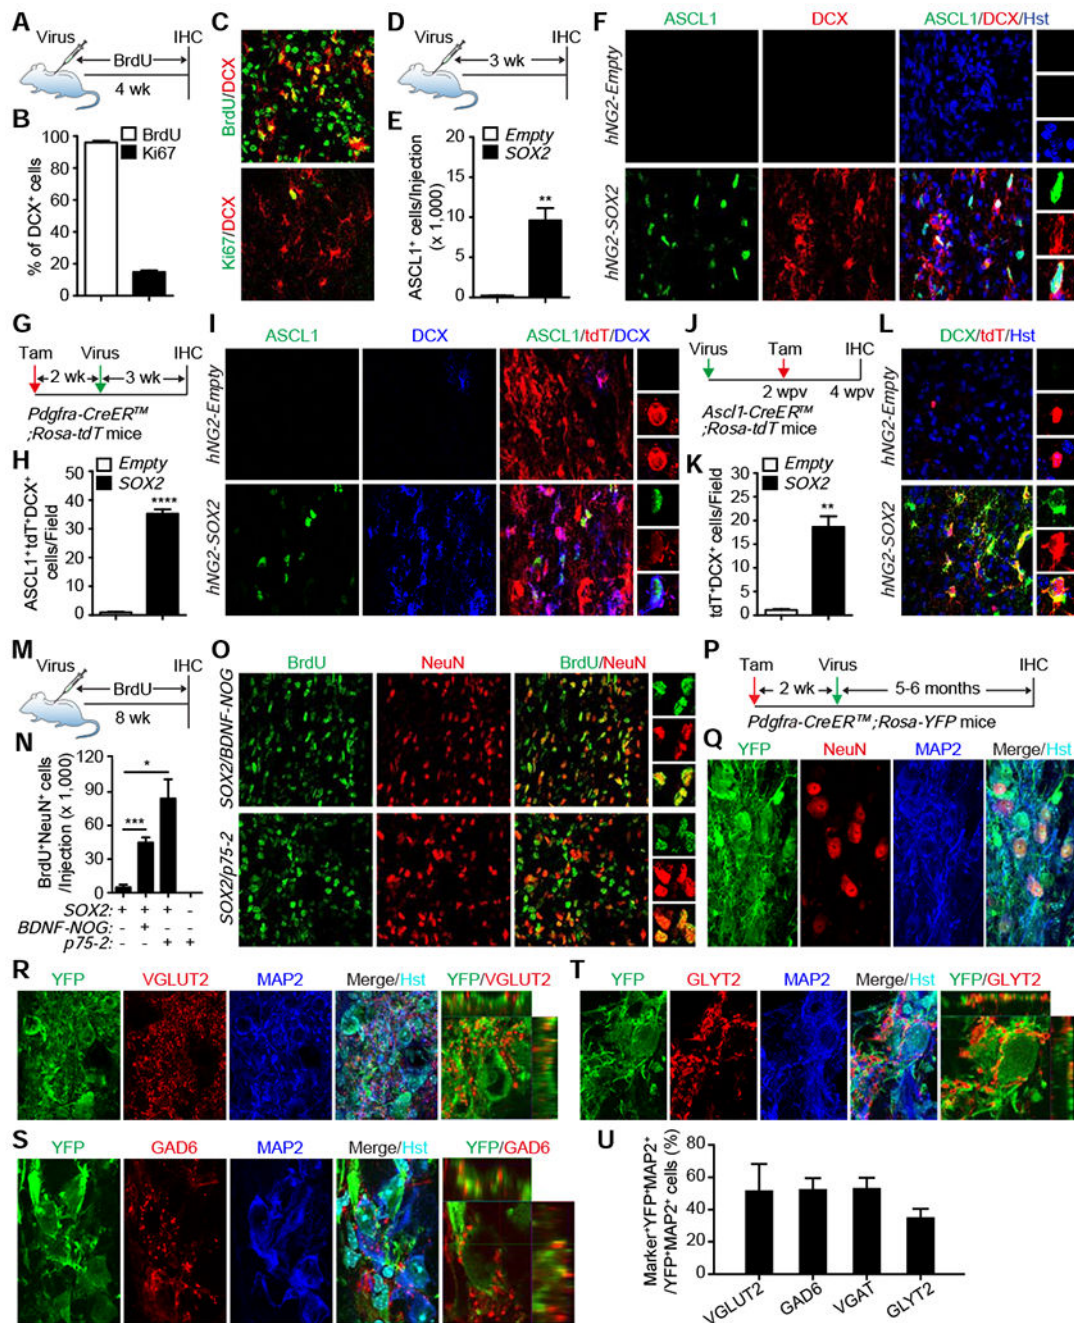 A
Virus
IHC
BrdU
4 wk
B
BrdU
Ki67
% of DCX⁺ cells
100
80
60
40
20
0
C
BrdU/DCX
Ki67/DCX
D
Virus
IHC
3 wk
E
Empty
SOX2
ASCL1⁺ cells/Injection
(x 1,000)
20
15
10
5
0
**
F
ASCL1
DCX
ASCL1/DCX/Hst
hNG2-Empty
hNG2-SOX2
G
Tam
Virus
IHC
2 wk
3 wk
Pdgfra-CreERᵀᴹ
;Rosa-tdT mice
H
Empty
SOX2
ASCL1⁺tdT⁺DCX⁺
cells/Field
50
40
30
20
10
0
****
I
ASCL1
DCX
ASCL1/tdT/DCX
hNG2-Empty
hNG2-SOX2
J
Virus
Tam
IHC
2 wpv
4 wpv
Ascl1-CreERᵀᴹ
;Rosa-tdT mice
K
Empty
SOX2
tdT⁺DCX⁺ cells/Field
30
25
20
15
10
5
0
**
L
DCX/tdT/Hst
hNG2-Empty
hNG2-SOX2
M
Virus
IHC
BrdU
8 wk
N
BrdU⁺NeuN⁺ cells
/Injection (x 1,000)
120
90
60
30
0
*
***
SOX2: + + + -
BDNF-NOG: - + - -
p75-2: - - + +
O
BrdU
NeuN
BrdU/NeuN
SOX2/BDNF-NOG
SOX2/p75-2
P
Tam
Virus
IHC
2 wk
5-6 months
Pdgfra-CreERᵀᴹ;Rosa-YFP mice
Q
YFP
NeuN
MAP2
Merge/Hst
R
YFP
VGLUT2
MAP2
Merge/Hst
YFP/VGLUT2
T
YFP
GLYT2
MAP2
Merge/Hst
YFP/GLYT2
S
YFP
GAD6
MAP2
Merge/Hst
YFP/GAD6
U
Marker⁺YFP⁺MAP2⁺
/YFP⁺MAP2⁺ cells (%)
80
60
40
20
0
VGLUT2
GAD6
VGAT
GLYT2